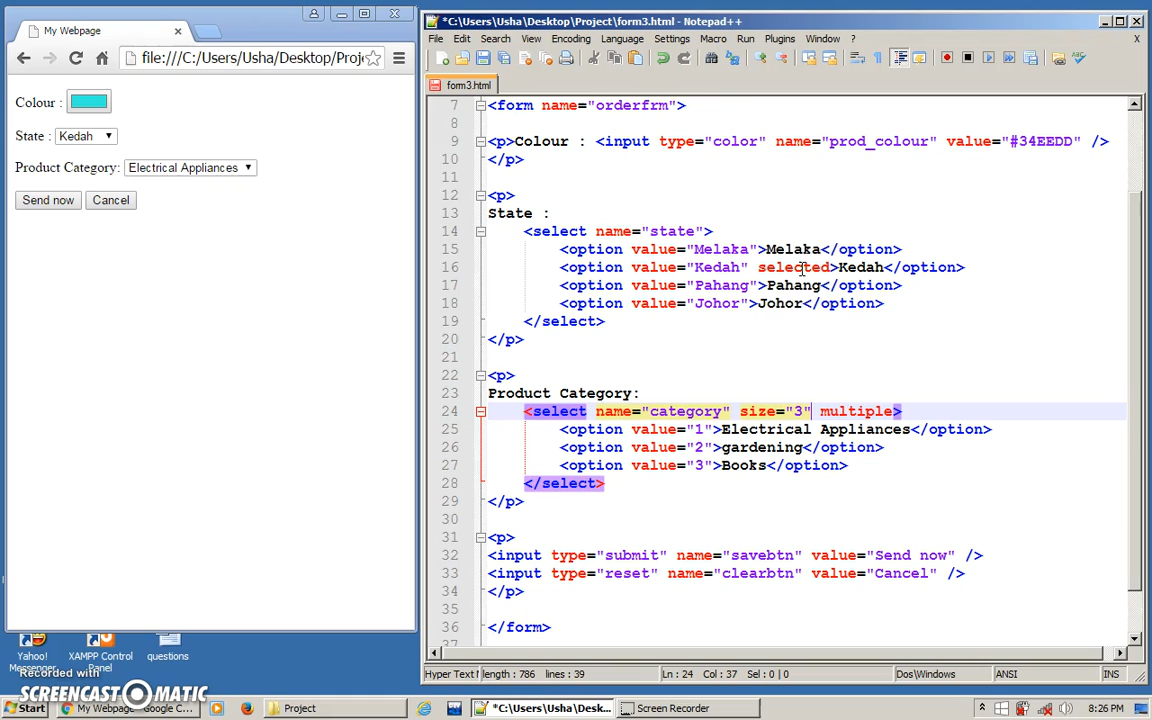 *C:\Users\Usha\Desktop\Project\form3.html - Notepad++
My Webpage
File Edit Search View Encoding Language Settings Macro Run Plugins Window ? X
file:///C:/Users/Usha/Desktop/Proj
form3.html
Colour :
State : Kedah
Product Category: Electrical Appliances
Send now Cancel
7 <form name="orderfrm">
8
9 <p>Colour : <input type="color" name="prod_colour" value="#34EEDD" />
10 </p>
11
12 <p>
13 State :
14 <select name="state">
15 <option value="Melaka">Melaka</option>
16 <option value="Kedah" selected>Kedah</option>
17 <option value="Pahang">Pahang</option>
18 <option value="Johor">Johor</option>
19 </select>
20 </p>
21
22 <p>
23 Product Category:
24 <select name="category" size="3" multiple>
25 <option value="1">Electrical Appliances</option>
26 <option value="2">gardening</option>
27 <option value="3">Books</option>
28 </select>
29 </p>
30
31 <p>
32 <input type="submit" name="savebtn" value="Send now" />
33 <input type="reset" name="clearbtn" value="Cancel" />
34 </p>
35
36 </form>
37
Yahoo! Messenger
XAMPP Control Panel
questions
Recorded with
SCREENCAST-O-MATIC
Hyper Text M length : 786 lines : 39 Ln : 24 Col : 37 Sel : 0 | 0 Dos\Windows ANSI INS
Start My Webpage - Google C... Project *C:\Users\Usha\Desk... Screen Recorder 8:26 PM